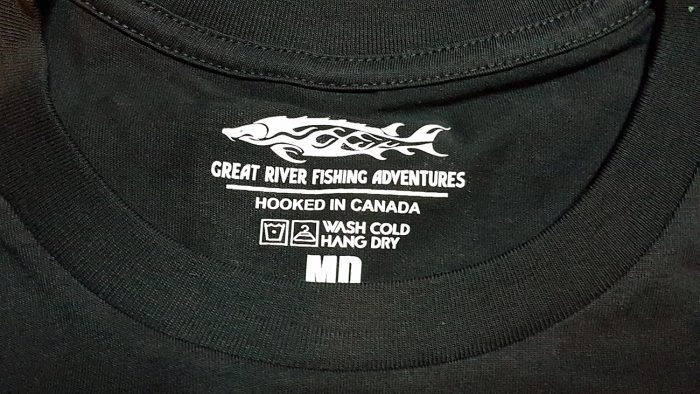 GREAT RIVER FISHING ADVENTURES
HOOKED IN CANADA
WASH COLD
HANG DRY
MD